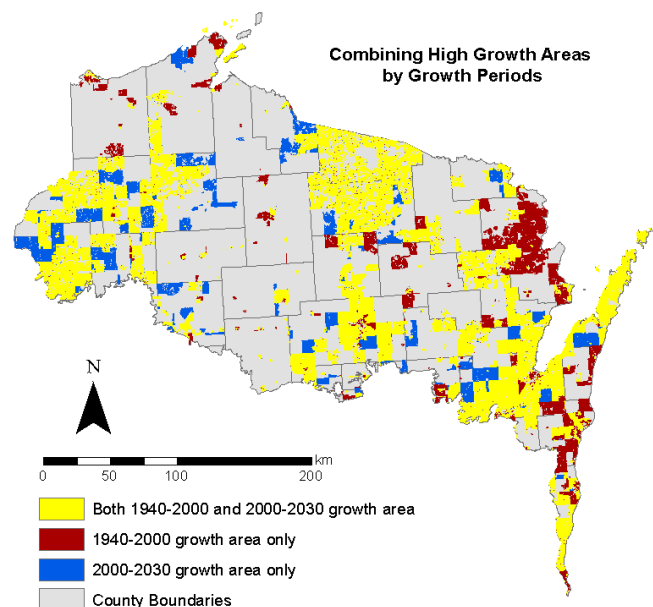 Combining High Growth Areas
by Growth Periods
N
km
0 50 100 200
Both 1940-2000 and 2000-2030 growth area
1940-2000 growth area only
2000-2030 growth area only
County Boundaries